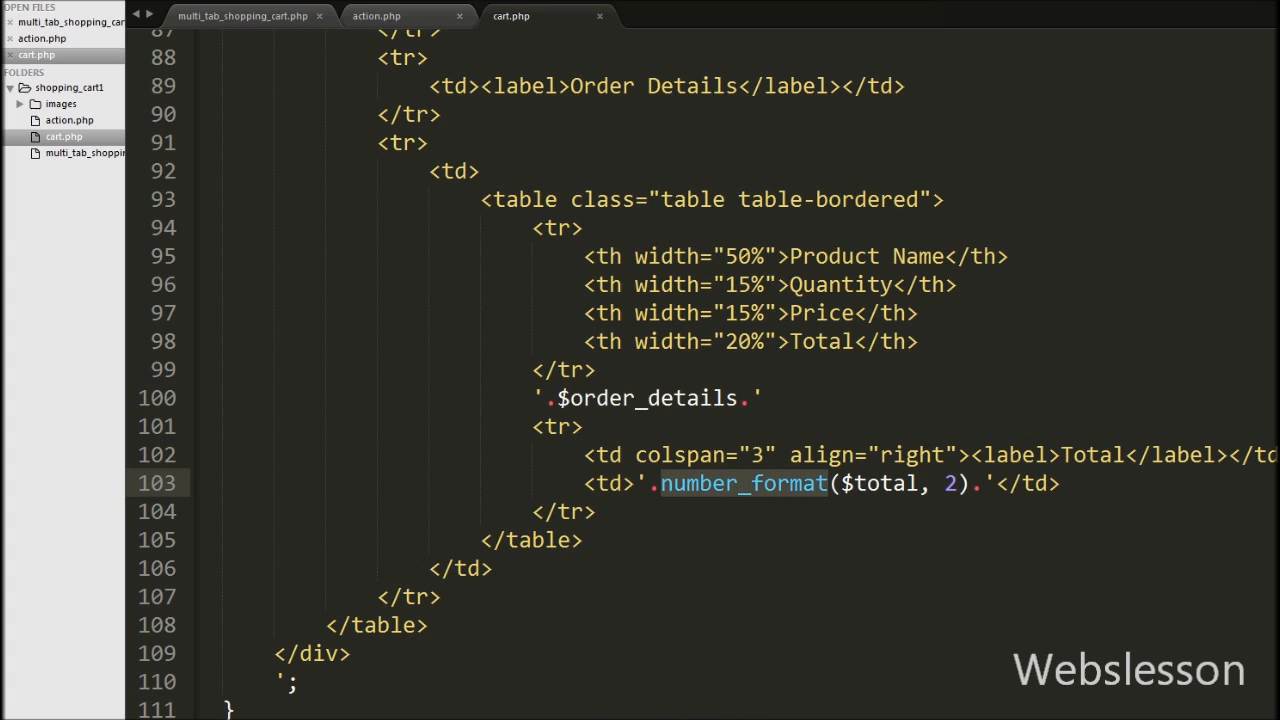 OPEN FILES
multi_tab_shopping_car
action.php
cart.php
FOLDERS
shopping_cart1
images
action.php
cart.php
multi_tab_shoppin
multi_tab_shopping_cart.php
action.php
cart.php
87 </tr>
88 <tr>
89 <td><label>Order Details</label></td>
90 </tr>
91 <tr>
92 <td>
93 <table class="table table-bordered">
94 <tr>
95 <th width="50%">Product Name</th>
96 <th width="15%">Quantity</th>
97 <th width="15%">Price</th>
98 <th width="20%">Total</th>
99 </tr>
100 '.$order_details.'
101 <tr>
102 <td colspan="3" align="right"><label>Total</label></td
103 <td>'.number_format($total, 2).'</td>
104 </tr>
105 </table>
106 </td>
107 </tr>
108 </table>
109 </div>
110 ';
111 }
Webslesson